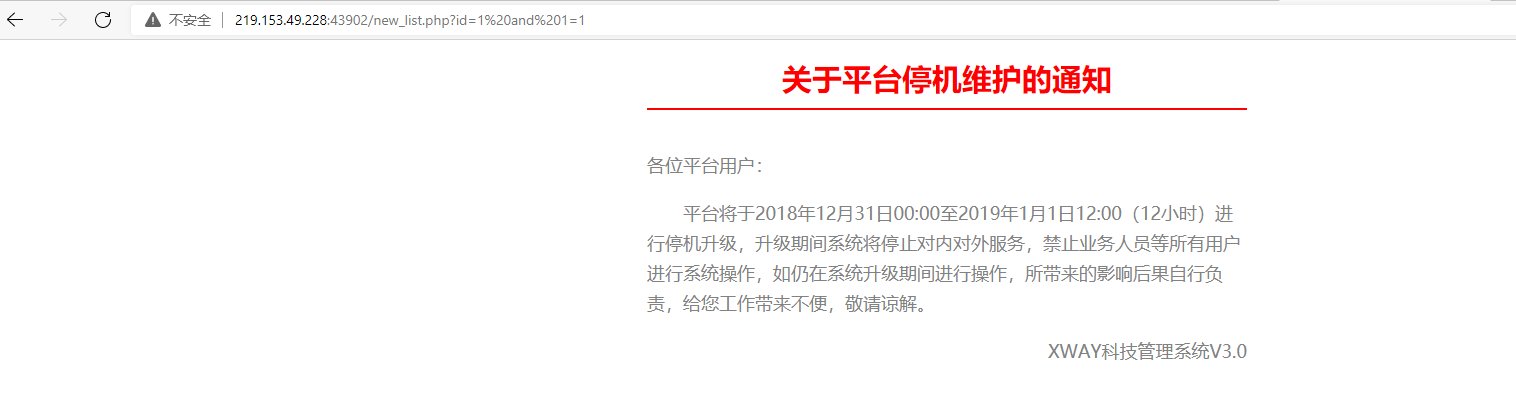 不安全 219.153.49.228:43902/new_list.php?id=1%20and%201=1
关于平台停机维护的通知
各位平台用户：
平台将于2018年12月31日00:00至2019年1月1日12:00（12小时）进
行停机升级，升级期间系统将停止对内对外服务，禁止业务人员等所有用户
进行系统操作，如仍在系统升级期间进行操作，所带来的影响后果自行负
责，给您工作带来不便，敬请谅解。
XWAY科技管理系统V3.0